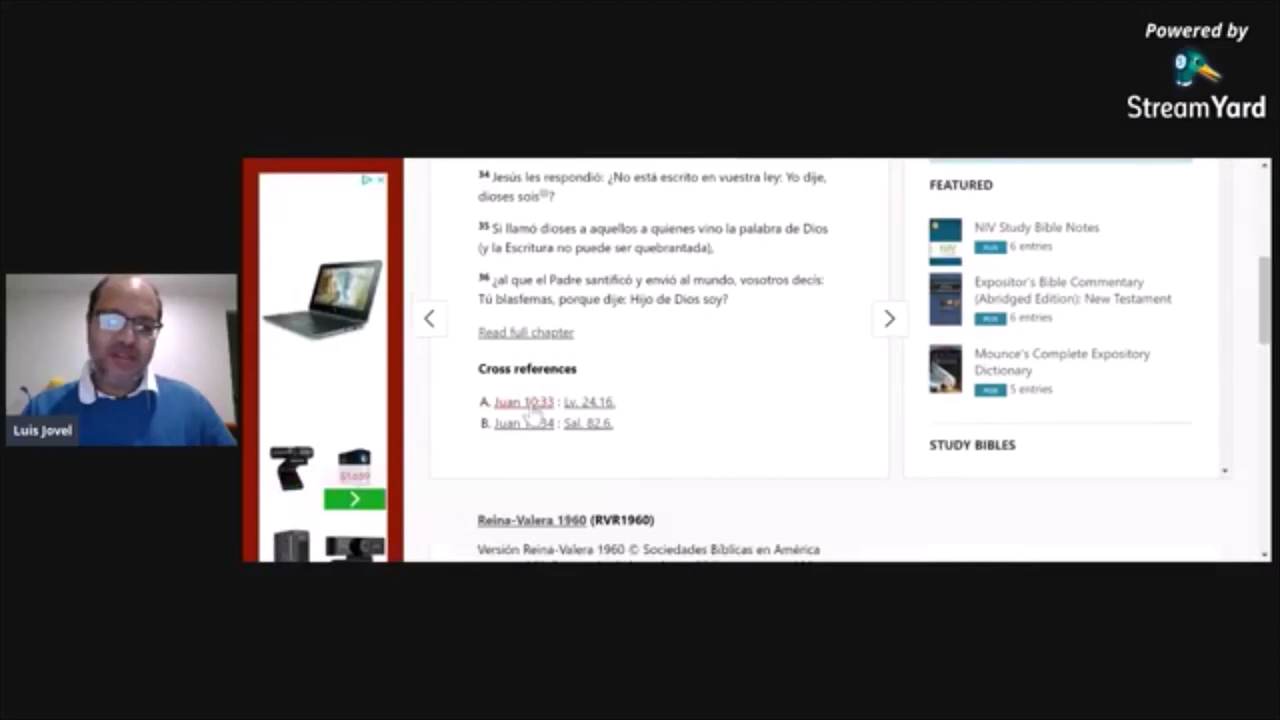 Powered by
StreamYard
34 Jesús les respondió: ¿No está escrito en vuestra ley: Yo dije,
dioses sois?
35 Si llamó dioses a aquellos a quienes vino la palabra de Dios
(y la Escritura no puede ser quebrantada),
36 ¿al que el Padre santificó y envió al mundo, vosotros decís:
Tú blasfemas, porque dije: Hijo de Dios soy?
Read full chapter
Cross references
A. Juan 10:33 : Lv. 24.16.
B. Juan 34 : Sal. 82.6.
Reina-Valera 1960 (RVR1960)
Versión Reina-Valera 1960 © Sociedades Bíblicas en América
FEATURED
NIV Study Bible Notes
PLUS 6 entries
Expositor's Bible Commentary
(Abridged Edition): New Testament
PLUS 6 entries
Mounce's Complete Expository
Dictionary
PLUS 5 entries
STUDY BIBLES
Luis Jovel